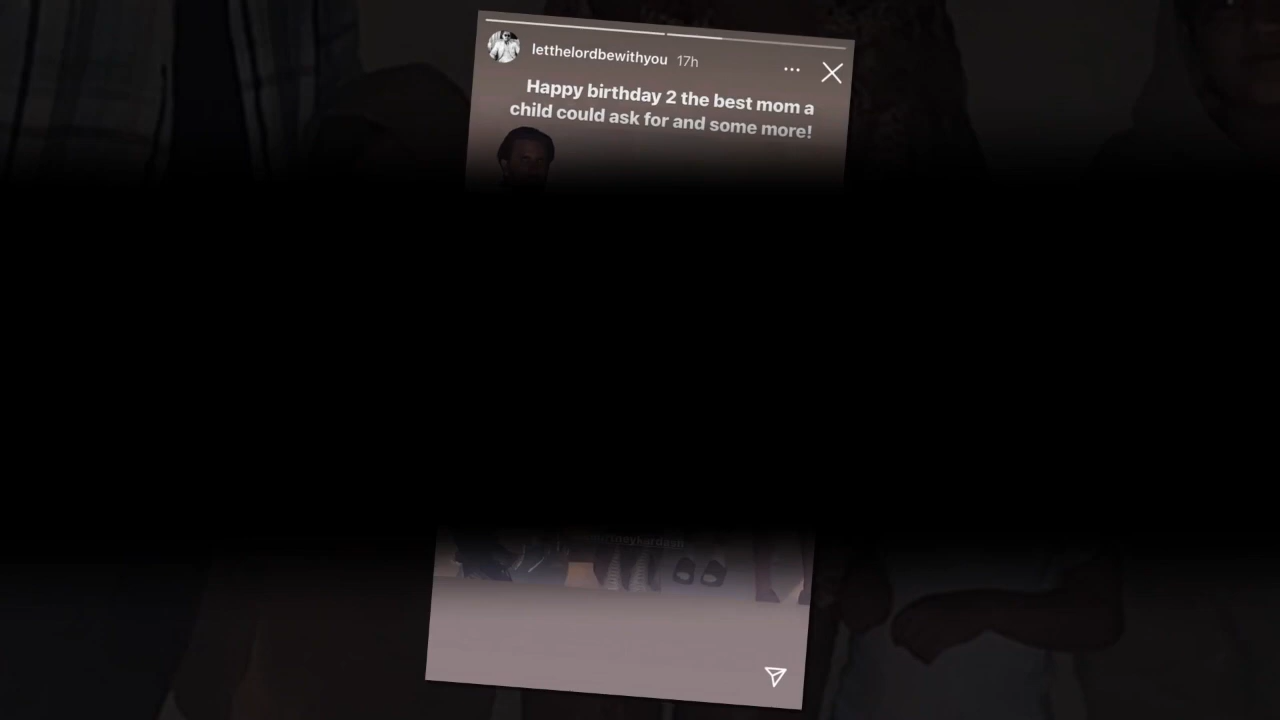 letthelordbewithyou 17h
Happy birthday 2 the best mom a
child could ask for and some more!